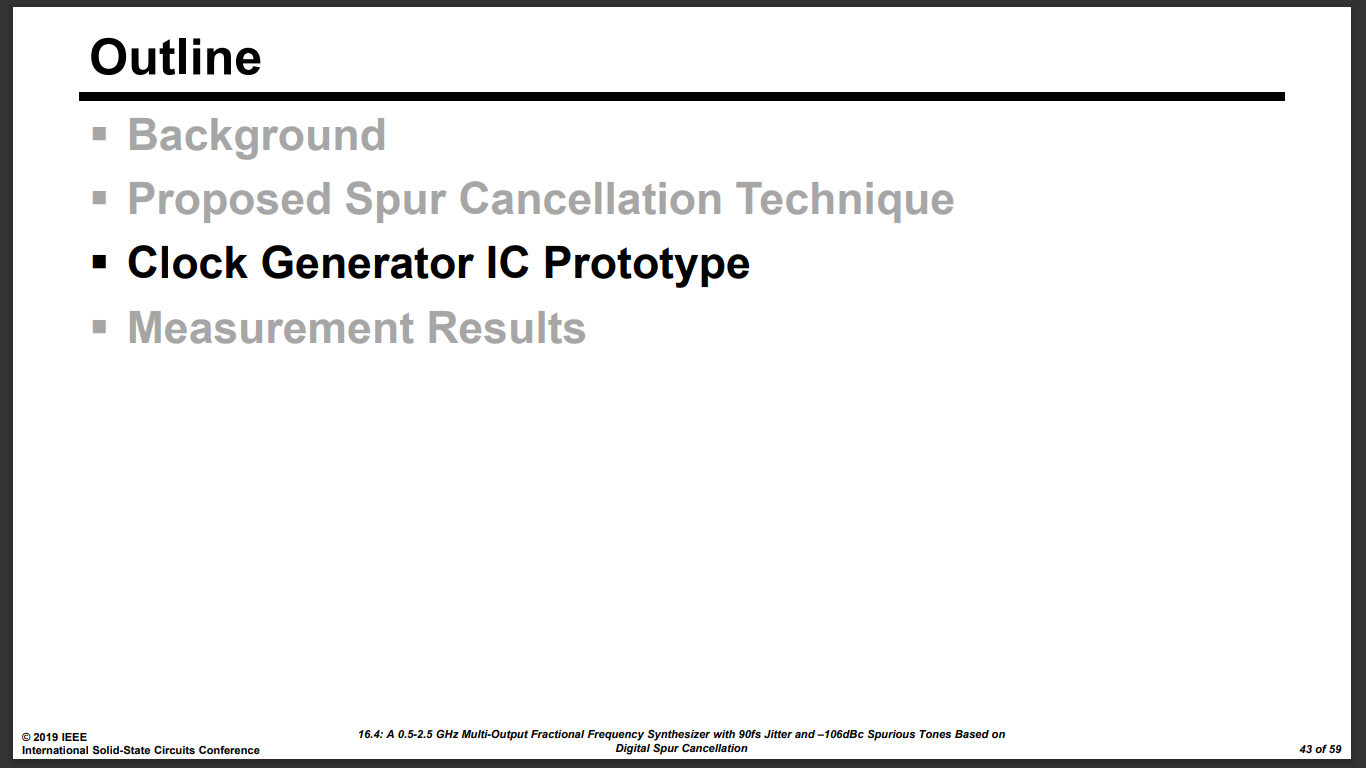 Outline
▪ Background
▪ Proposed Spur Cancellation Technique
▪ Clock Generator IC Prototype
▪ Measurement Results
© 2019 IEEE
International Solid-State Circuits Conference
16.4: A 0.5-2.5 GHz Multi-Output Fractional Frequency Synthesizer with 90fs Jitter and –106dBc Spurious Tones Based on
Digital Spur Cancellation
43 of 59